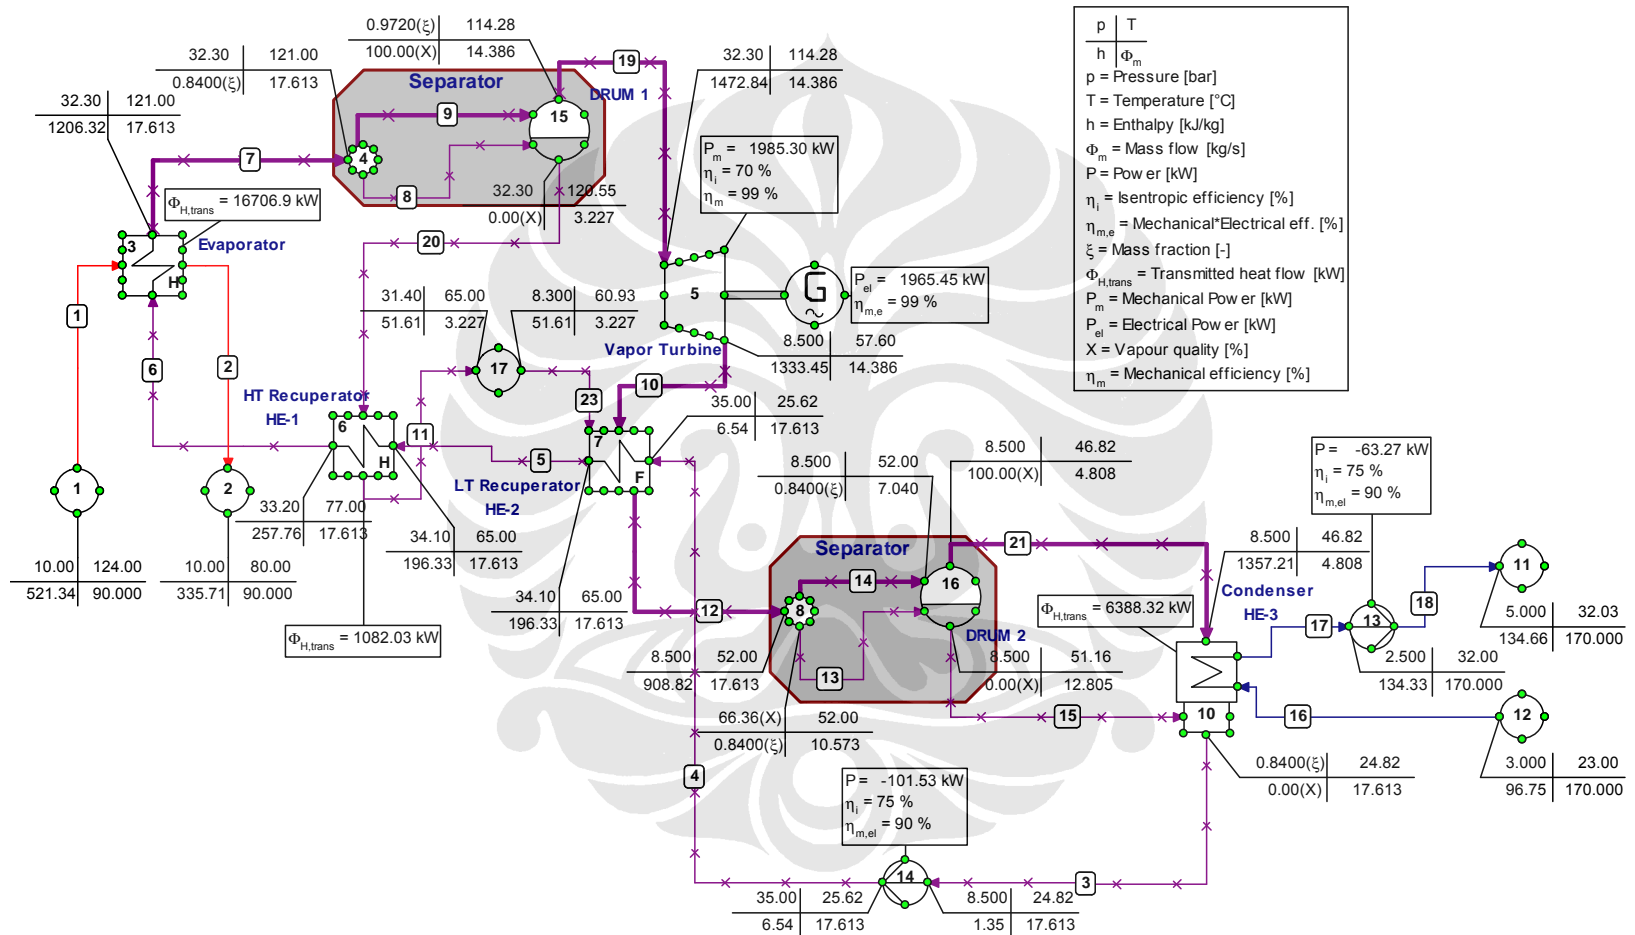 0.9720(ξ) 114.28
100.00(X) 14.386
32.30 121.00
0.8400(ξ) 17.613
32.30 121.00
1206.32 17.613
Separator
DRUM 1
19
9
15
4
8
7
32.30 114.28
1472.84 14.386
p T
h Φm
p = Pressure [bar]
T = Temperature [°C]
h = Enthalpy [kJ/kg]
Φm = Mass flow [kg/s]
P = Power [kW]
ηi = Isentropic efficiency [%]
ηm,e = Mechanical*Electrical eff. [%]
ξ = Mass fraction [-]
ΦH,trans = Transmitted heat flow [kW]
Pm = Mechanical Power [kW]
Pel = Electrical Power [kW]
X = Vapour quality [%]
ηm = Mechanical efficiency [%]
Pm = 1985.30 kW
ηi = 70 %
ηm = 99 %
32.30 120.55
0.00(X) 3.227
ΦH,trans = 16706.9 kW
3
H
Evaporator
20
1
2
6
31.40 65.00
51.61 3.227
8.300 60.93
51.61 3.227
5
G
~
Pel = 1965.45 kW
ηm,e = 99 %
Vapor Turbine
8.500 57.60
1333.45 14.386
17
10
23
HT Recuperator
HE-1
6
H
11
5
7
F
LT Recuperator
HE-2
35.00 25.62
6.54 17.613
1
2
33.20 77.00
257.76 17.613
34.10 65.00
196.33 17.613
10.00 124.00
521.34 90.000
10.00 80.00
335.71 90.000
ΦH,trans = 1082.03 kW
34.10 65.00
196.33 17.613
8.500 52.00
0.8400(ξ) 7.040
8.500 46.82
100.00(X) 4.808
P = -63.27 kW
ηi = 75 %
ηm,el = 90 %
Separator
21
14
16
8
13
12
DRUM 2
8.500 51.16
0.00(X) 12.805
8.500 52.00
908.82 17.613
66.36(X) 52.00
0.8400(ξ) 10.573
ΦH,trans = 6388.32 kW
8.500 46.82
1357.21 4.808
Condenser
HE-3
17
13
18
11
5.000 32.03
134.66 170.000
2.500 32.00
134.33 170.000
15
10
16
12
3.000 23.00
96.75 170.000
0.8400(ξ) 24.82
0.00(X) 17.613
4
P = -101.53 kW
ηi = 75 %
ηm,el = 90 %
14
3
35.00 25.62
6.54 17.613
8.500 24.82
1.35 17.613